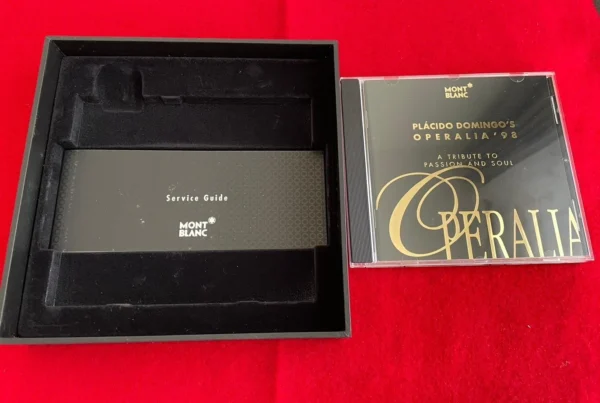 Service Guide
MONT
BLANC
MONT
BLANC
PLÁCIDO DOMINGO'S
OPERALIA '98
A TRIBUTE TO
PASSION AND SOUL
OPERALIA